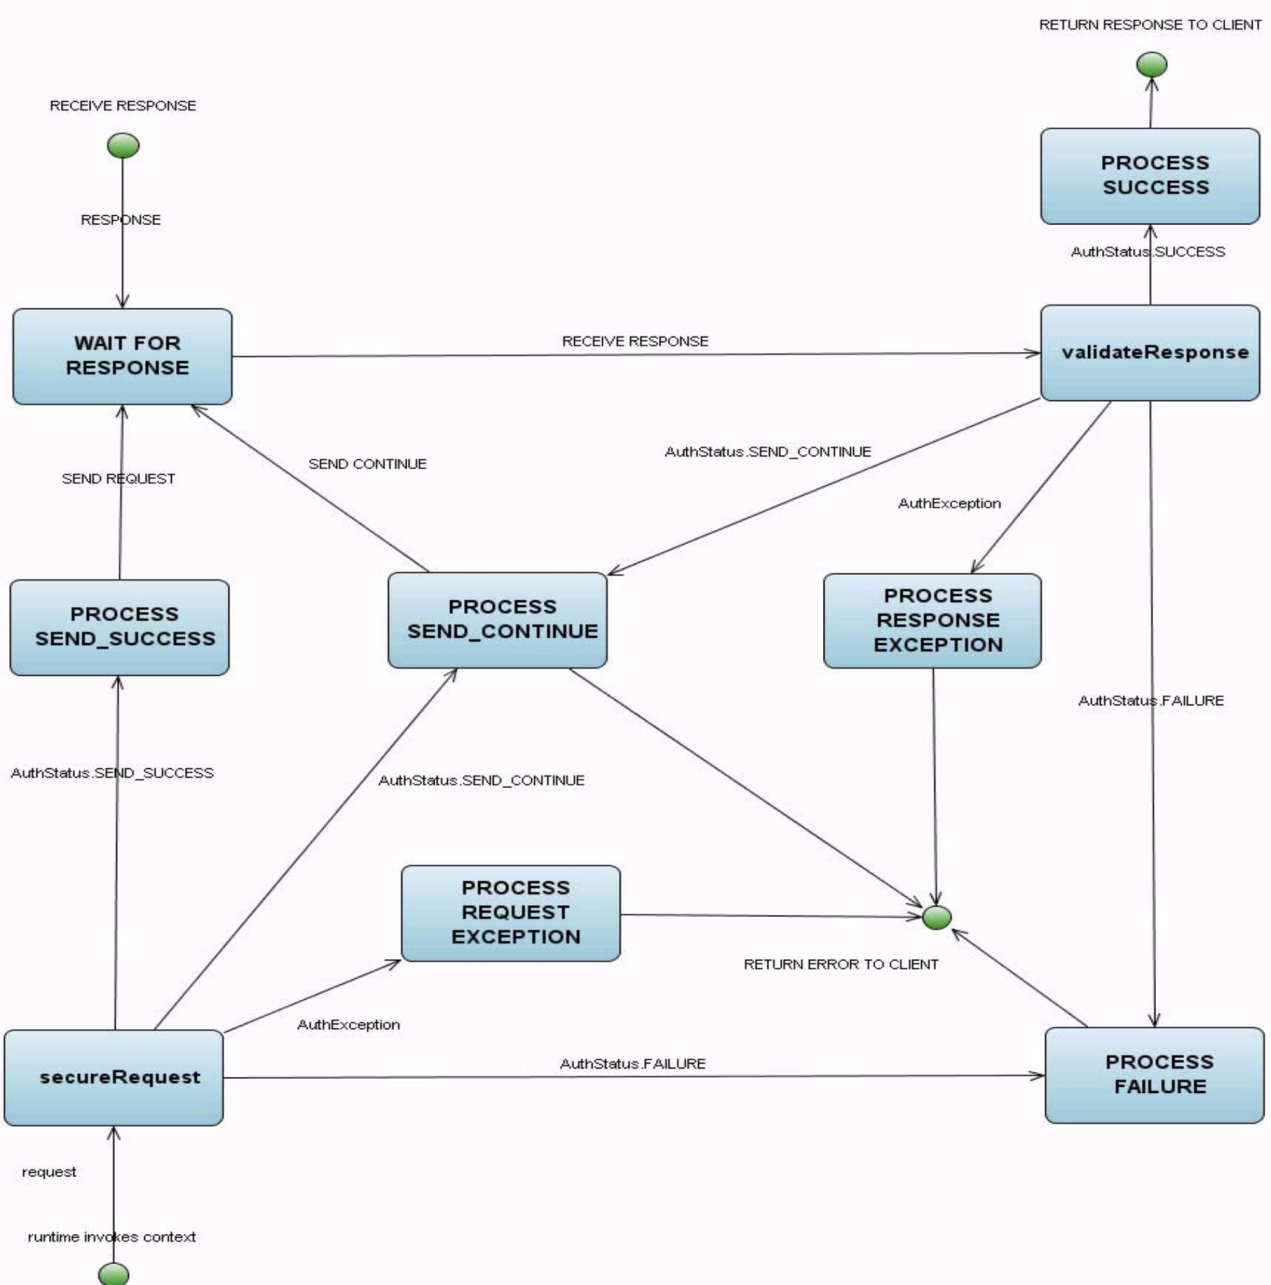 RETURN RESPONSE TO CLIENT
RECEIVE RESPONSE
PROCESS
SUCCESS
RESPONSE
AuthStatus.SUCCESS
WAIT FOR
RESPONSE
RECEIVE RESPONSE
validateResponse
AuthStatus.SEND_CONTINUE
SEND CONTINUE
SEND REQUEST
AuthException
PROCESS
SEND_SUCCESS
PROCESS
SEND_CONTINUE
PROCESS
RESPONSE
EXCEPTION
AuthStatus.FAILURE
AuthStatus.SEND_SUCCESS
AuthStatus.SEND_CONTINUE
PROCESS
REQUEST
EXCEPTION
RETURN ERROR TO CLIENT
AuthException
secureRequest
AuthStatus.FAILURE
PROCESS
FAILURE
request
runtime invokes context